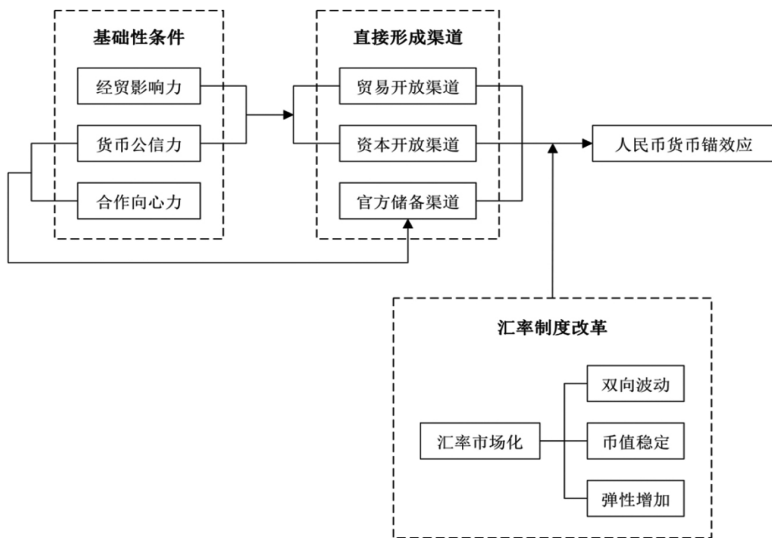 基础性条件
经贸影响力
货币公信力
合作向心力
直接形成渠道
贸易开放渠道
资本开放渠道
官方储备渠道
人民币货币锚效应
汇率制度改革
汇率市场化
双向波动
币值稳定
弹性增加